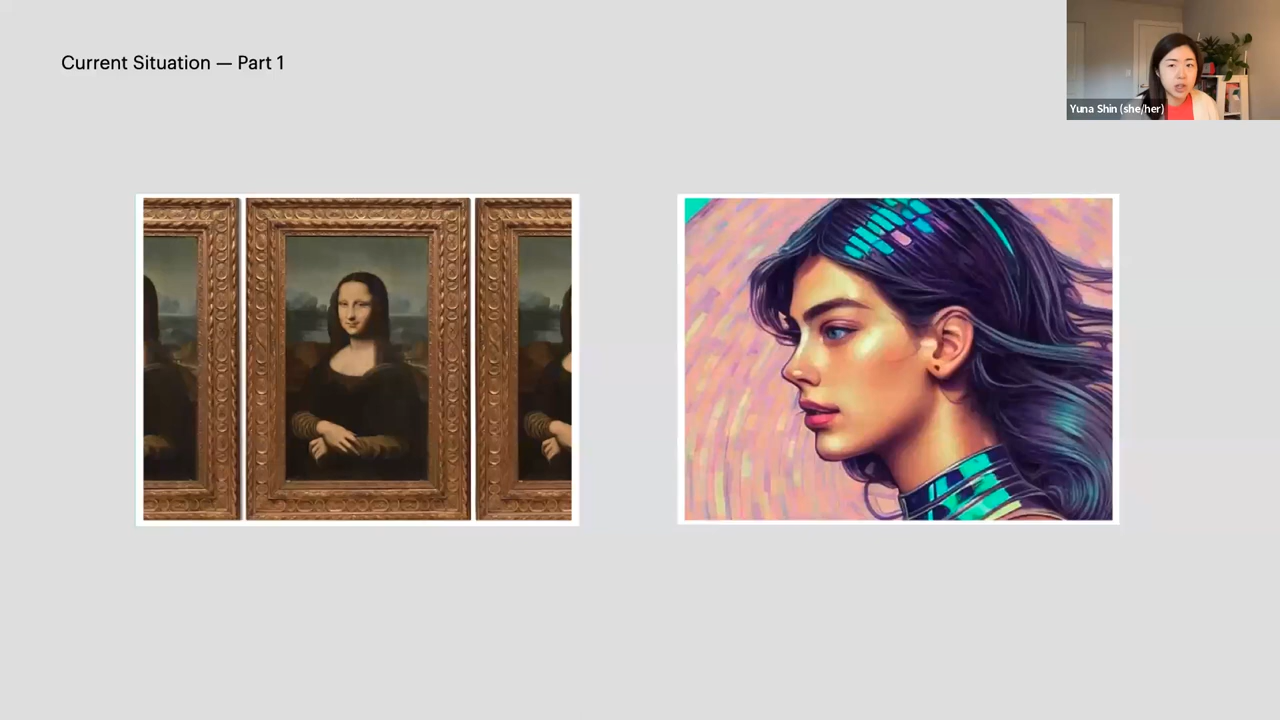 Current Situation — Part 1
Yuna Shin (she/her)